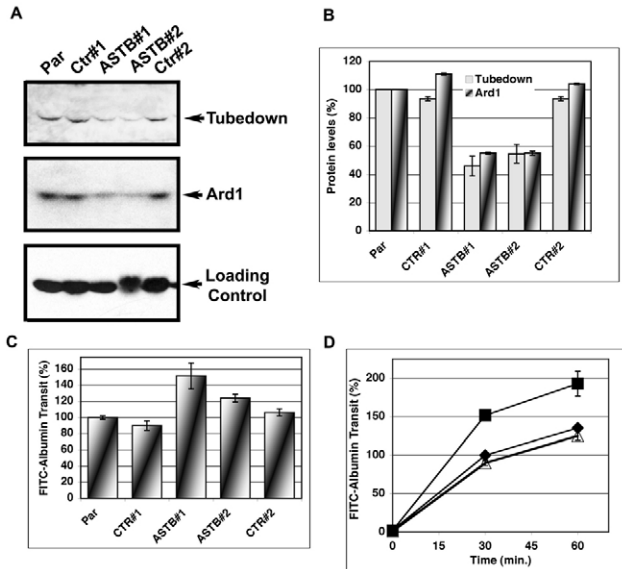 A
Par
Ctr#1
ASTB#1
ASTB#2
Ctr#2
Tubedown
Ard1
Loading
Control
B
Protein levels (%)
120
100
80
60
40
20
0
Tubedown
Ard1
Par
CTR#1
ASTB#1
ASTB#2
CTR#2
C
FITC-Albumin Transit (%)
160
140
120
100
80
60
40
20
0
Par
CTR#1
ASTB#1
ASTB#2
CTR#2
D
FITC-Albumin Transit (%)
200
150
100
50
0
0 15 30 45 60
Time (min.)